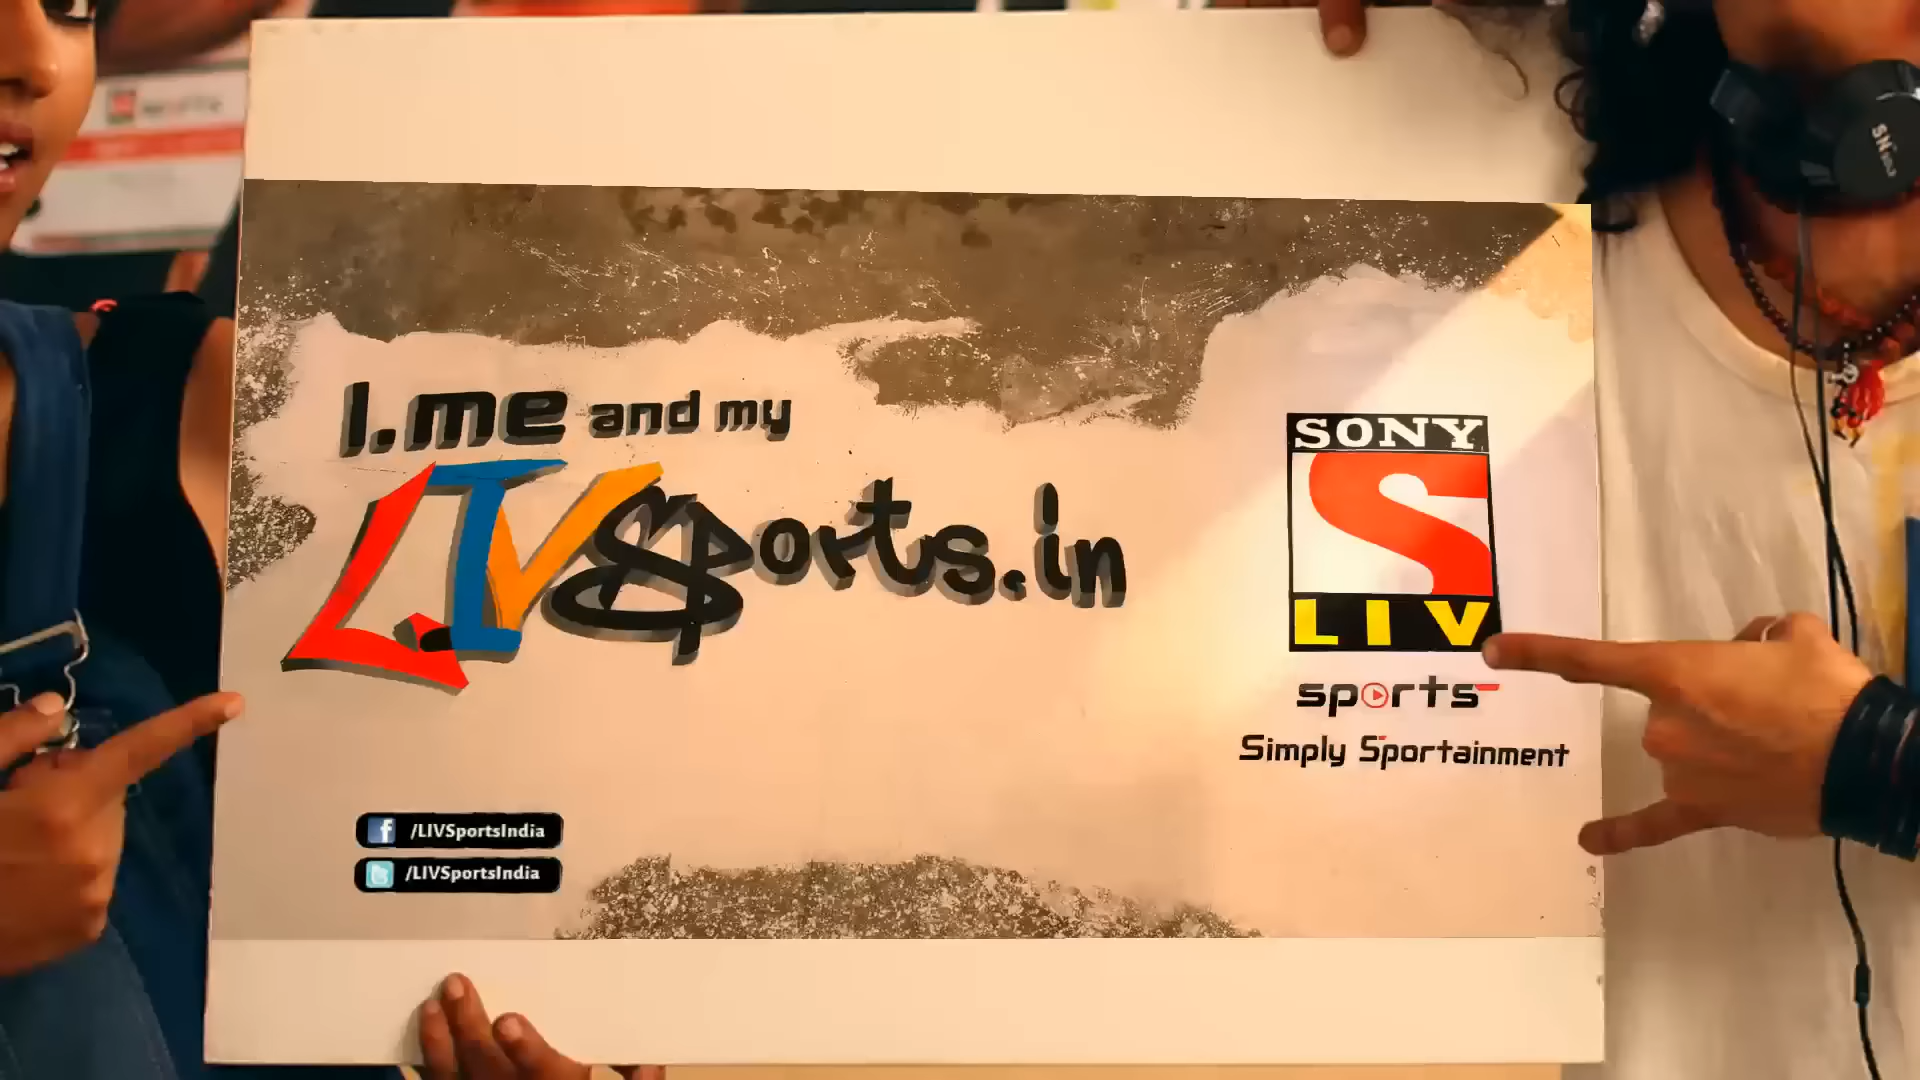 I.me and my
LIVSports.in
SONY
S
LIV
sports
Simply Sportainment
f /LIVSportsIndia
/LIVSportsIndia